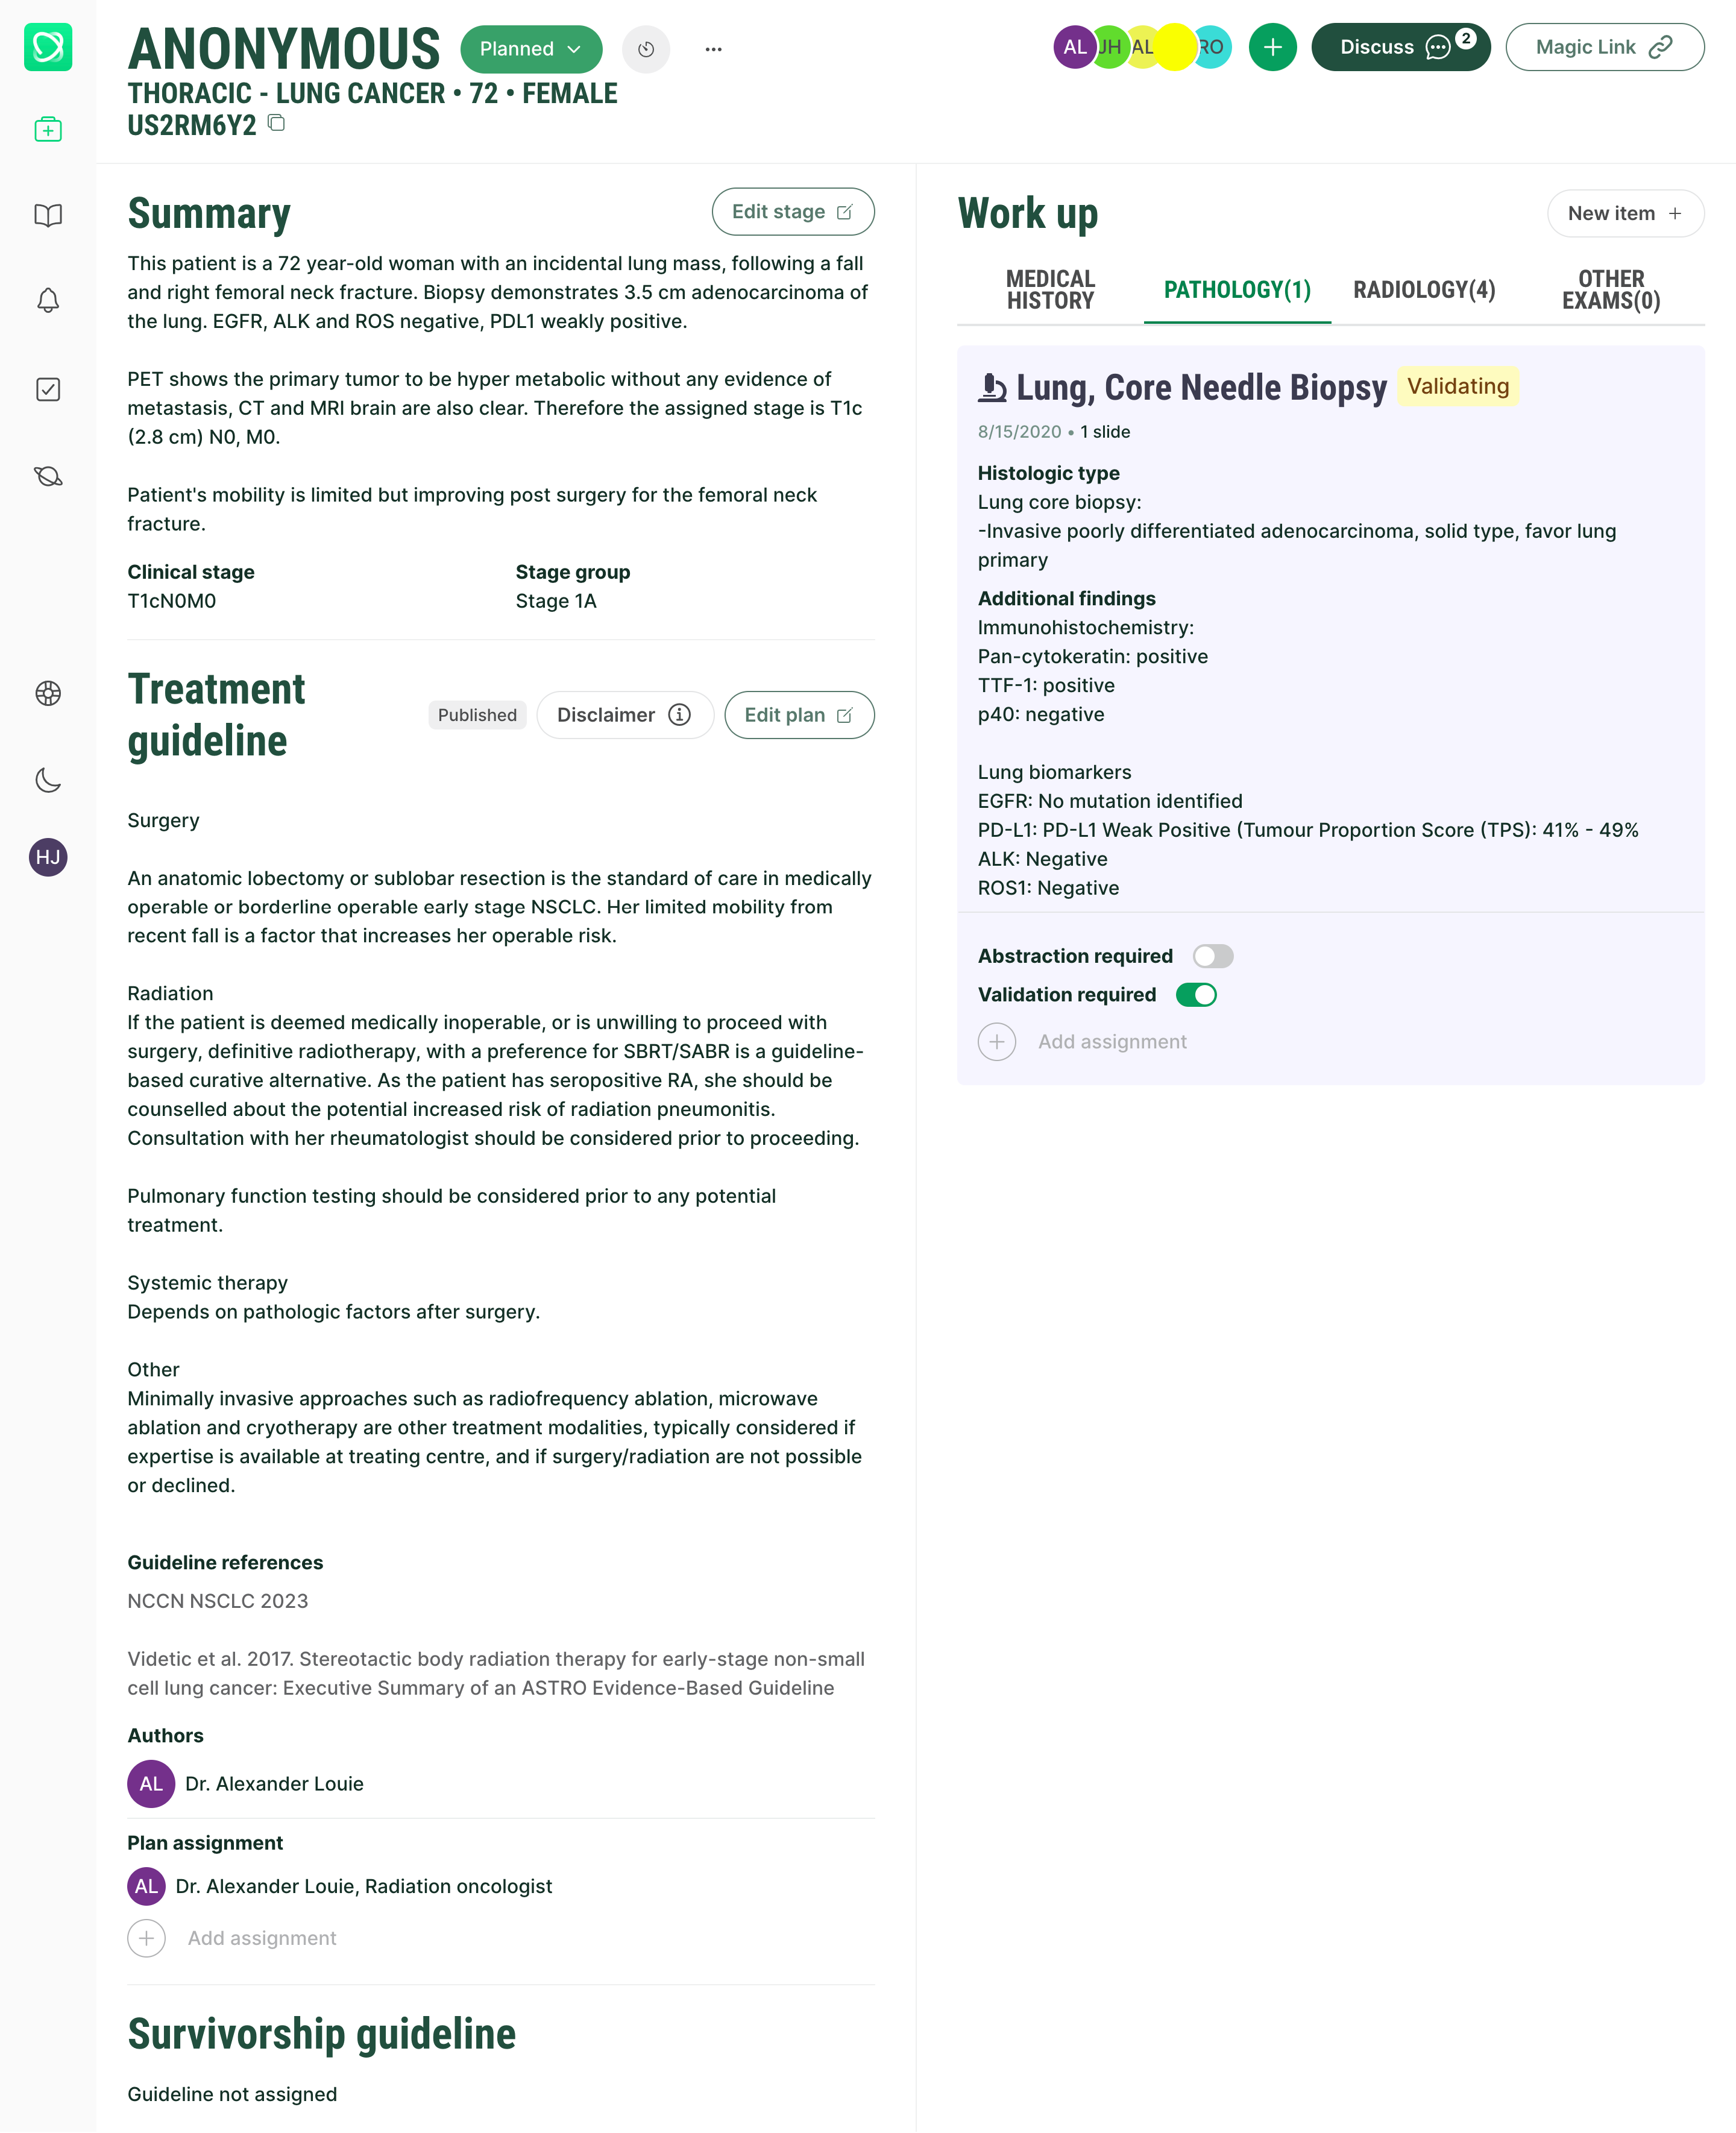 ANONYMOUS
Planned
AL
JH
AL
RO
Discuss
2
Magic Link
THORACIC - LUNG CANCER • 72 • FEMALE
US2RM6Y2
Summary
Edit stage
This patient is a 72 year-old woman with an incidental lung mass, following a fall
and right femoral neck fracture. Biopsy demonstrates 3.5 cm adenocarcinoma of
the lung. EGFR, ALK and ROS negative, PDL1 weakly positive.
PET shows the primary tumor to be hyper metabolic without any evidence of
metastasis, CT and MRI brain are also clear. Therefore the assigned stage is T1c
(2.8 cm) N0, M0.
Patient's mobility is limited but improving post surgery for the femoral neck
fracture.
Clinical stage
T1cN0M0
Stage group
Stage 1A
Treatment
guideline
Published
Disclaimer
Edit plan
Surgery
An anatomic lobectomy or sublobar resection is the standard of care in medically
operable or borderline operable early stage NSCLC. Her limited mobility from
recent fall is a factor that increases her operable risk.
Radiation
If the patient is deemed medically inoperable, or is unwilling to proceed with
surgery, definitive radiotherapy, with a preference for SBRT/SABR is a guideline-
based curative alternative. As the patient has seropositive RA, she should be
counselled about the potential increased risk of radiation pneumonitis.
Consultation with her rheumatologist should be considered prior to proceeding.
Pulmonary function testing should be considered prior to any potential
treatment.
Systemic therapy
Depends on pathologic factors after surgery.
Other
Minimally invasive approaches such as radiofrequency ablation, microwave
ablation and cryotherapy are other treatment modalities, typically considered if
expertise is available at treating centre, and if surgery/radiation are not possible
or declined.
Guideline references
NCCN NSCLC 2023
Videtic et al. 2017. Stereotactic body radiation therapy for early-stage non-small
cell lung cancer: Executive Summary of an ASTRO Evidence-Based Guideline
Authors
AL
Dr. Alexander Louie
Plan assignment
AL
Dr. Alexander Louie, Radiation oncologist
Add assignment
Survivorship guideline
Guideline not assigned
Work up
New item
MEDICAL
HISTORY
PATHOLOGY(1)
RADIOLOGY(4)
OTHER
EXAMS(0)
Lung, Core Needle Biopsy
Validating
8/15/2020 • 1 slide
Histologic type
Lung core biopsy:
-Invasive poorly differentiated adenocarcinoma, solid type, favor lung
primary
Additional findings
Immunohistochemistry:
Pan-cytokeratin: positive
TTF-1: positive
p40: negative
Lung biomarkers
EGFR: No mutation identified
PD-L1: PD-L1 Weak Positive (Tumour Proportion Score (TPS): 41% - 49%
ALK: Negative
ROS1: Negative
Abstraction required
Validation required
Add assignment
HJ